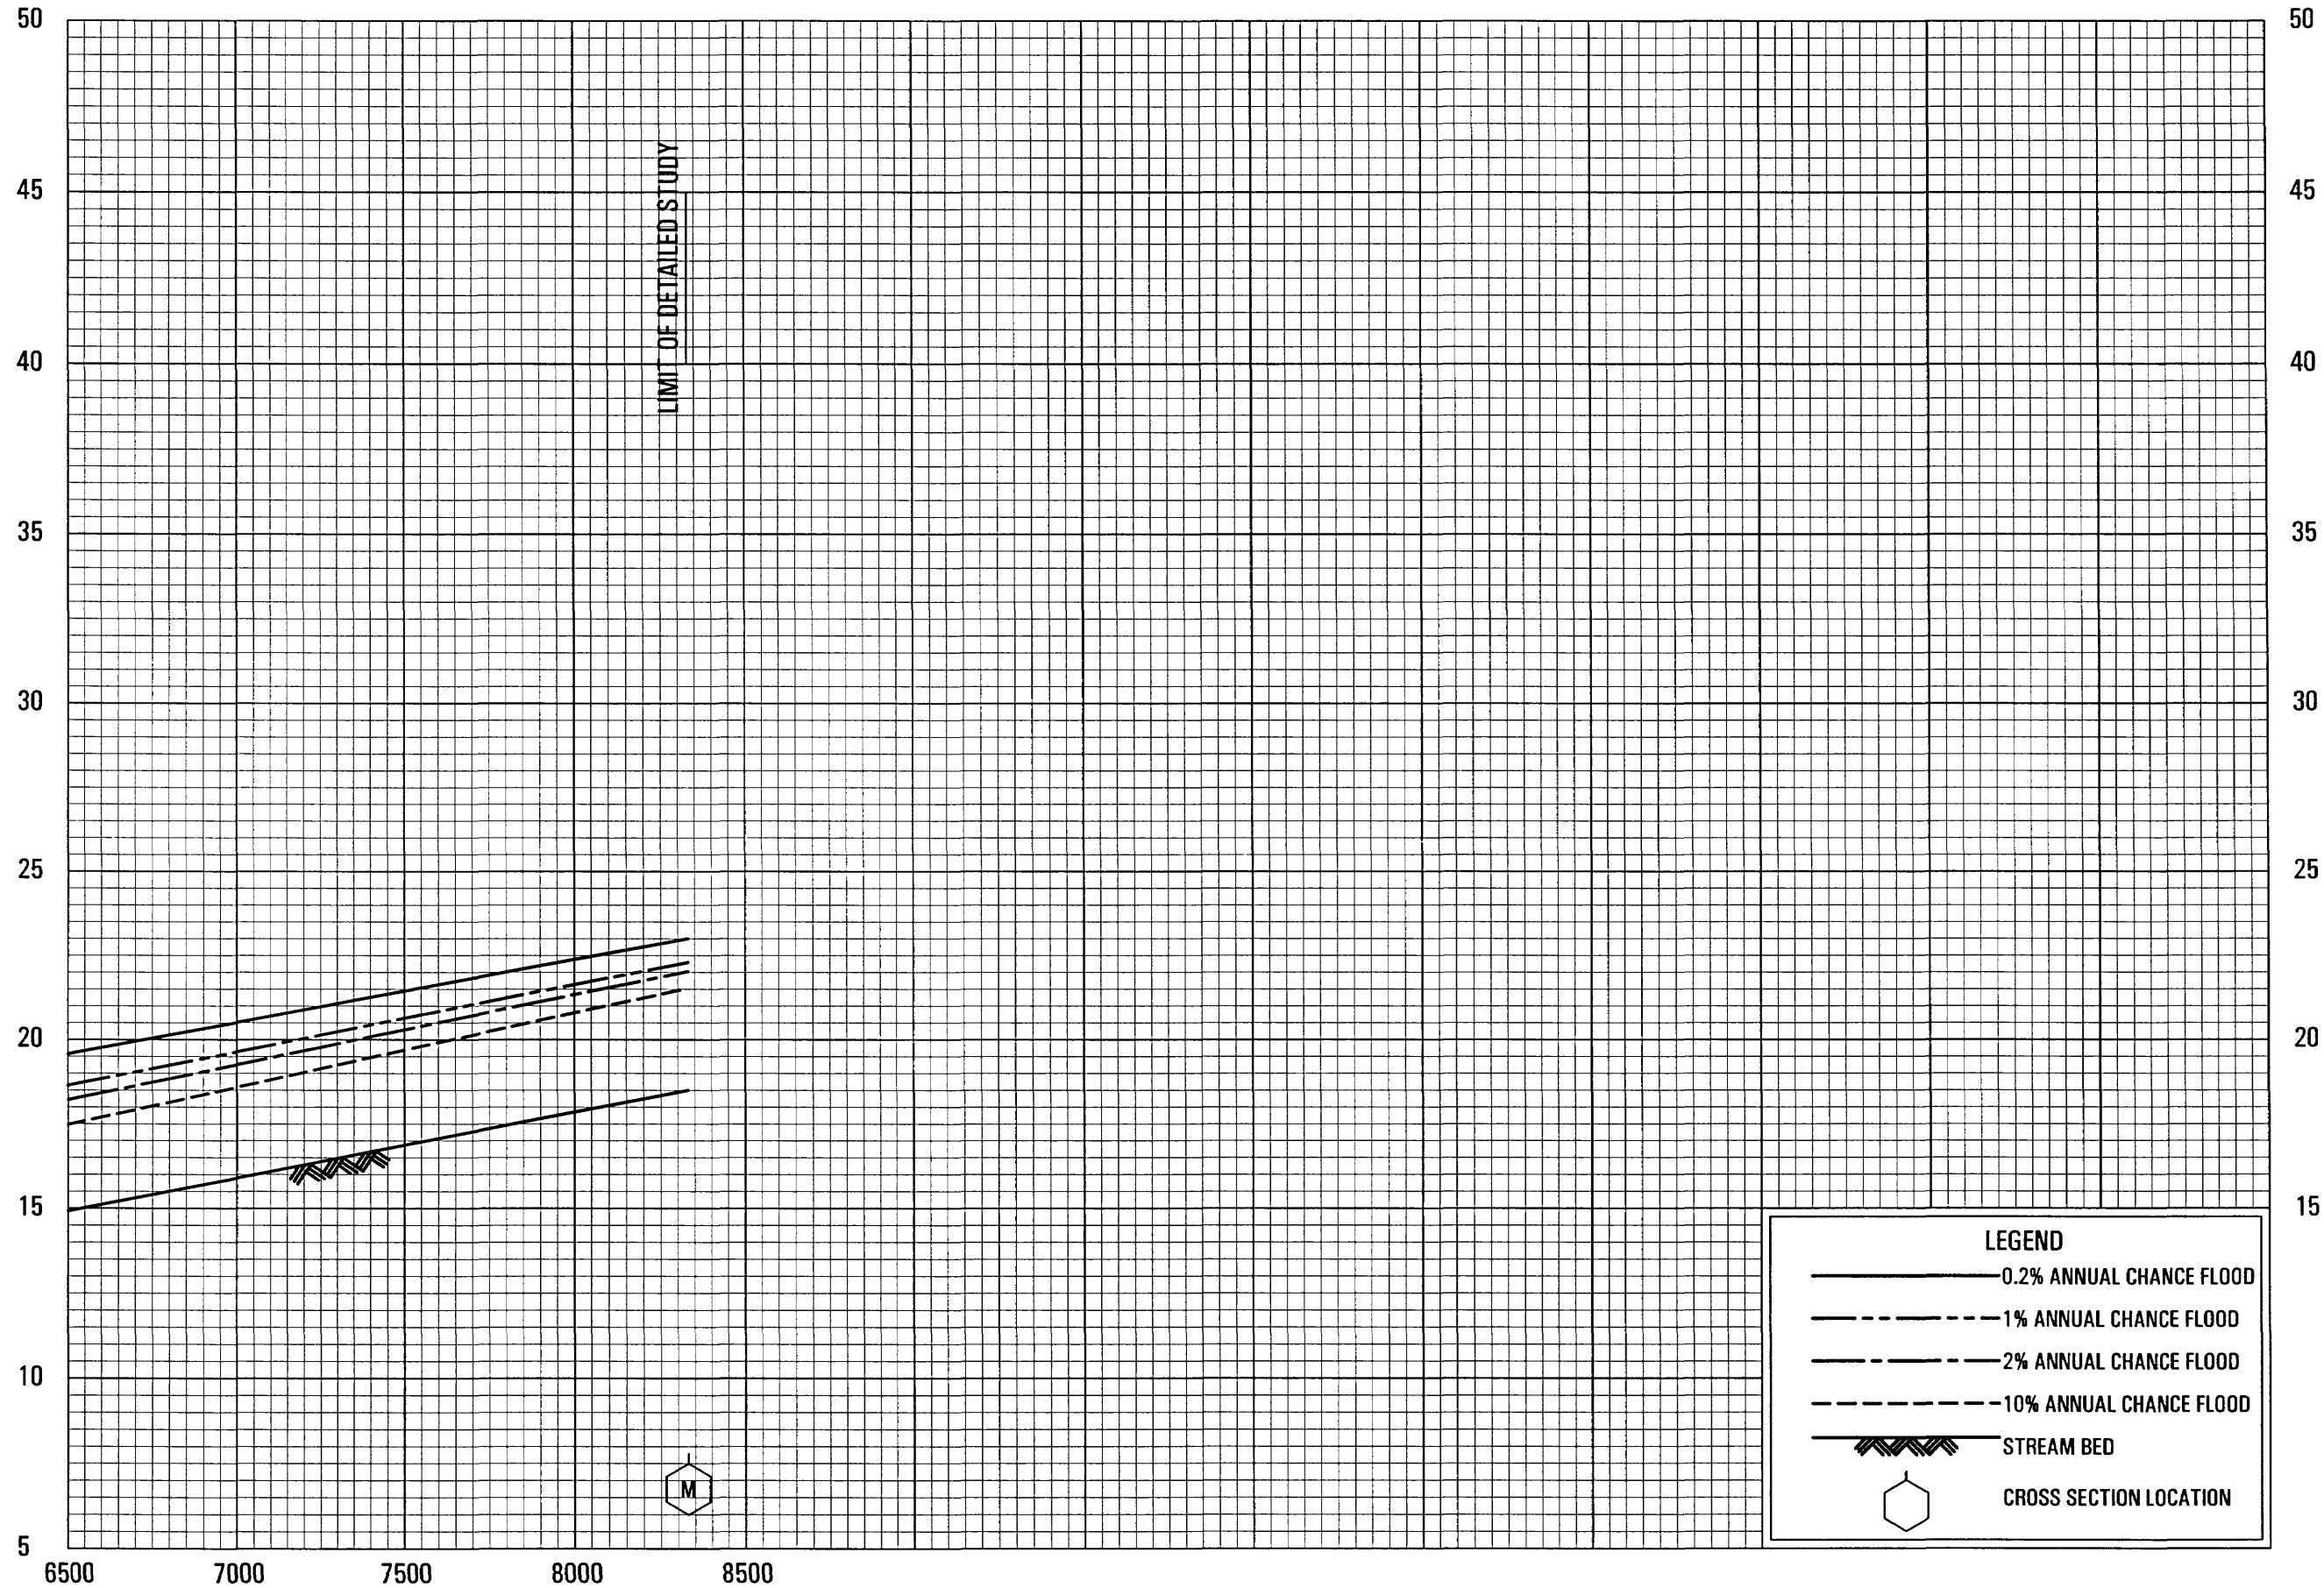 50
50
45
45
40
40
35
35
30
30
25
25
20
20
15
15
10
5
6500
7000
7500
8000
8500
LIMIT OF DETAILED STUDY
M
LEGEND
0.2% ANNUAL CHANCE FLOOD
1% ANNUAL CHANCE FLOOD
2% ANNUAL CHANCE FLOOD
10% ANNUAL CHANCE FLOOD
STREAM BED
CROSS SECTION LOCATION